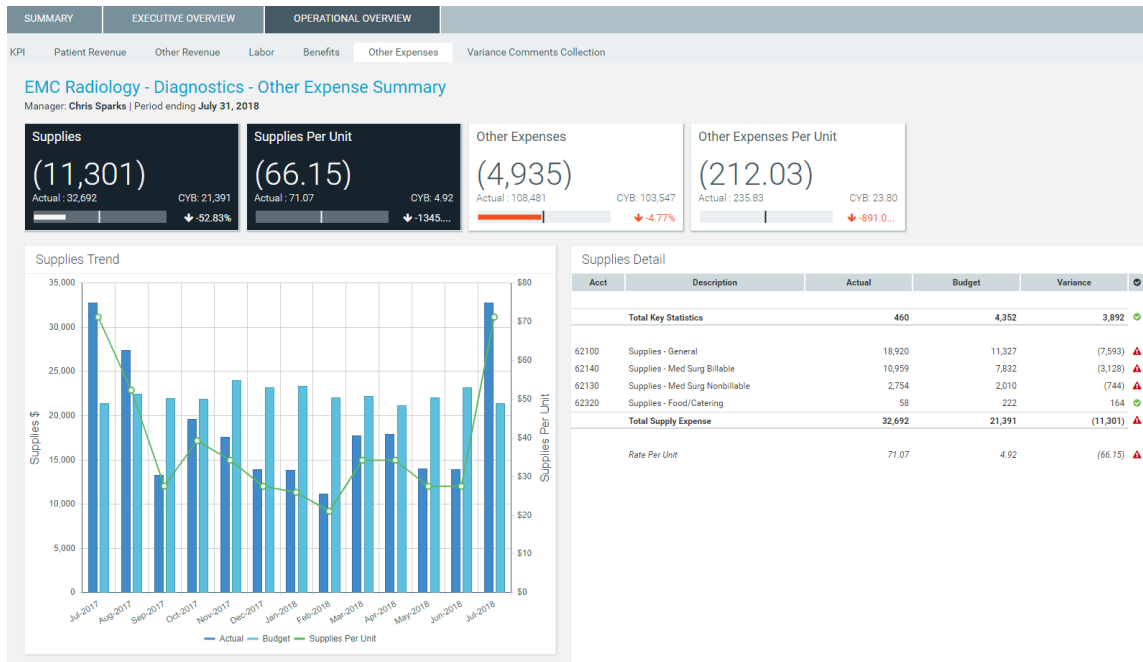 SUMMARY EXECUTIVE OVERVIEW OPERATIONAL OVERVIEW
KPI Patient Revenue Other Revenue Labor Benefits Other Expenses Variance Comments Collection
EMC Radiology - Diagnostics - Other Expense Summary
Manager: Chris Sparks | Period ending July 31, 2018
Supplies
(11,301)
Actual : 32,692 CYB: 21,391
-52.83%
Supplies Per Unit
(66.15)
Actual : 71.07 CYB: 4.92
-1345....
Other Expenses
(4,935)
Actual : 108,481 CYB: 103,547
-4.77%
Other Expenses Per Unit
(212.03)
Actual : 235.83 CYB: 23.80
-891.0...
Supplies Trend
35,000
30,000
25,000
20,000
15,000
10,000
5,000
0
Supplies $
$80
$70
$60
$50
$40
$30
$20
$10
$0
Supplies Per Unit
Jul-2017 Aug-2017 Sep-2017 Oct-2017 Nov-2017 Dec-2017 Jan-2018 Feb-2018 Mar-2018 Apr-2018 May-2018 Jun-2018 Jul-2018
Actual Budget Supplies Per Unit
Supplies Detail
Acct Description Actual Budget Variance
Total Key Statistics 460 4,352 3,892
62100 Supplies - General 18,920 11,327 (7,593)
62140 Supplies - Med Surg Billable 10,959 7,832 (3,128)
62130 Supplies - Med Surg Nonbillable 2,754 2,010 (744)
62320 Supplies - Food/Catering 58 222 164
Total Supply Expense 32,692 21,391 (11,301)
Rate Per Unit 71.07 4.92 (66.15)